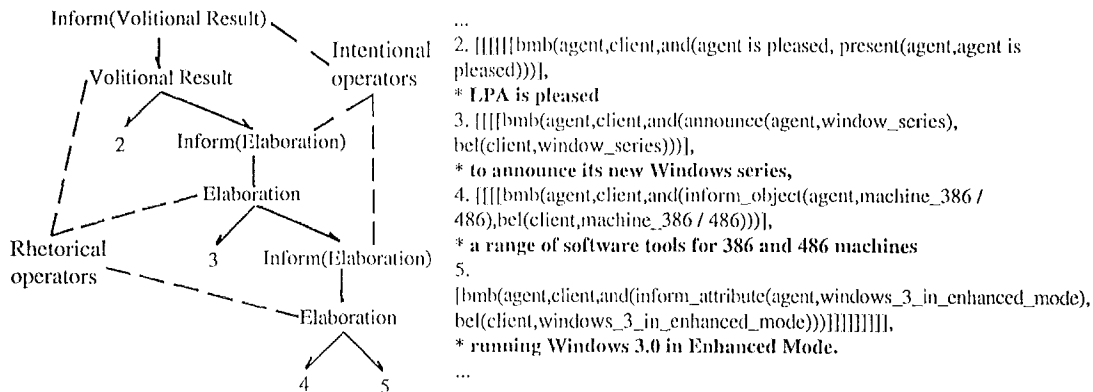 Inform(Volitional Result)
Intentional
operators
Volitional Result
2
Inform(Elaboration)
Elaboration
Rhetorical
operators
3
Inform(Elaboration)
Elaboration
4
5
...
2. [[[[[[bmb(agent,client,and(agent is pleased, present(agent,agent is
pleased)))],
* LPA is pleased
3. [[[[bmb(agent,client,and(announce(agent,window_series),
bel(client,window_series)))],
* to announce its new Windows series,
4. [[[[bmb(agent,client,and(inform_object(agent,machine_386 /
486),bel(client,machine_386 / 486)))],
* a range of software tools for 386 and 486 machines
5.
[bmb(agent,client,and(inform_attribute(agent,windows_3_in_enhanced_mode),
bel(client,windows_3_in_enhanced_mode)))]]]]]]]]],
* running Windows 3.0 in Enhanced Mode.
...